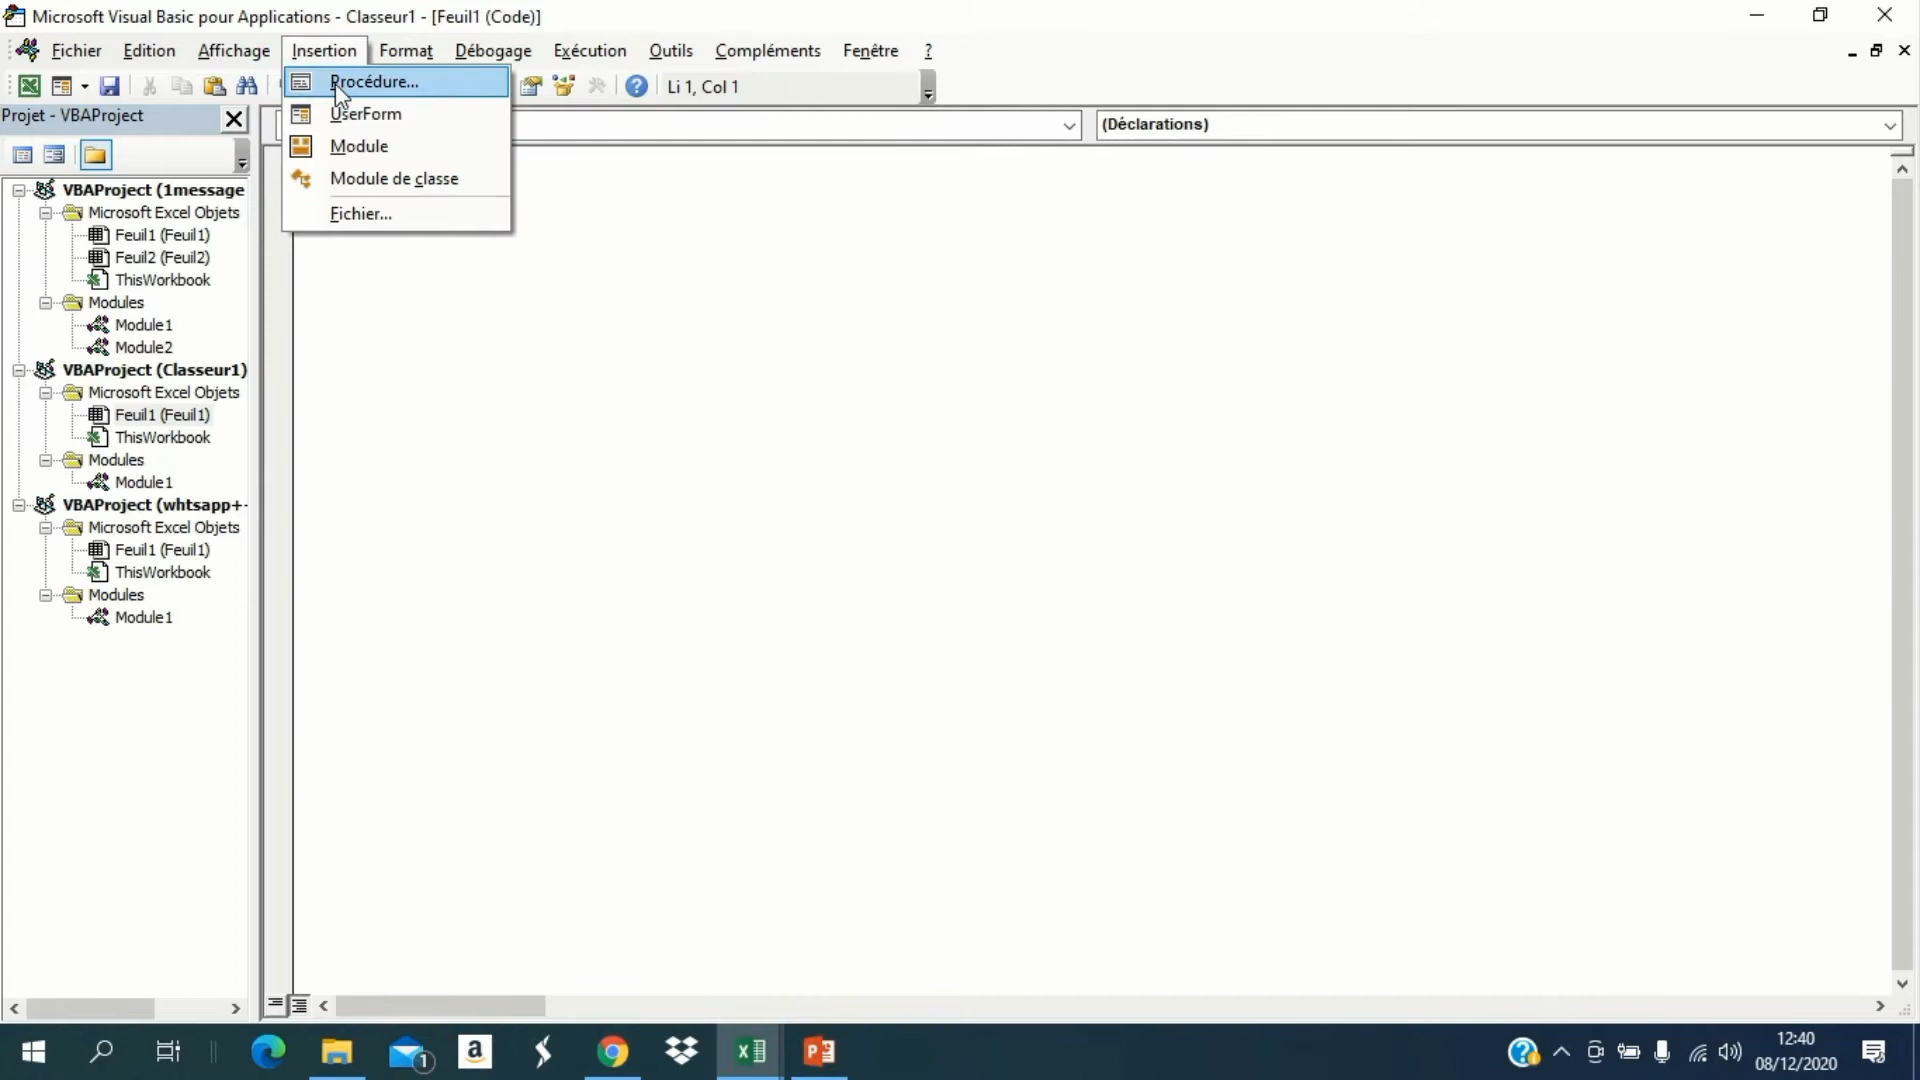 Microsoft Visual Basic pour Applications - Classeur1 - [Feuil1 (Code)]
Fichier Edition Affichage Insertion Format Débogage Exécution Outils Compléments Fenêtre ?
Li 1, Col 1
Procédure...
UserForm
Module
Module de classe
Fichier...
(Déclarations)
Projet - VBAProject
VBAProject (1message
Microsoft Excel Objets
Feuil1 (Feuil1)
Feuil2 (Feuil2)
ThisWorkbook
Modules
Module1
Module2
VBAProject (Classeur1)
Microsoft Excel Objets
Feuil1 (Feuil1)
ThisWorkbook
Modules
Module1
VBAProject (whtsapp+
Microsoft Excel Objets
Feuil1 (Feuil1)
ThisWorkbook
Modules
Module1
1
a
12:40
08/12/2020